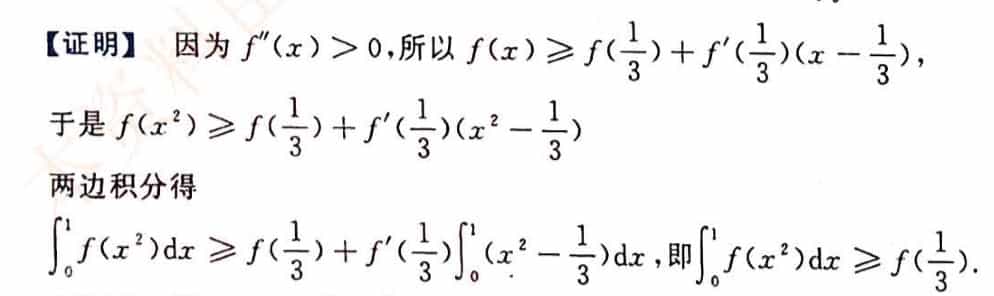 【证明】 因为 f″(x) > 0,所以 f(x) ≥ f(1/3) + f′(1/3)(x − 1/3),
于是 f(x²) ≥ f(1/3) + f′(1/3)(x² − 1/3)
两边积分得
∫₀¹ f(x²)dx ≥ f(1/3) + f′(1/3)∫₀¹ (x² − 1/3)dx,即∫₀¹ f(x²)dx ≥ f(1/3).